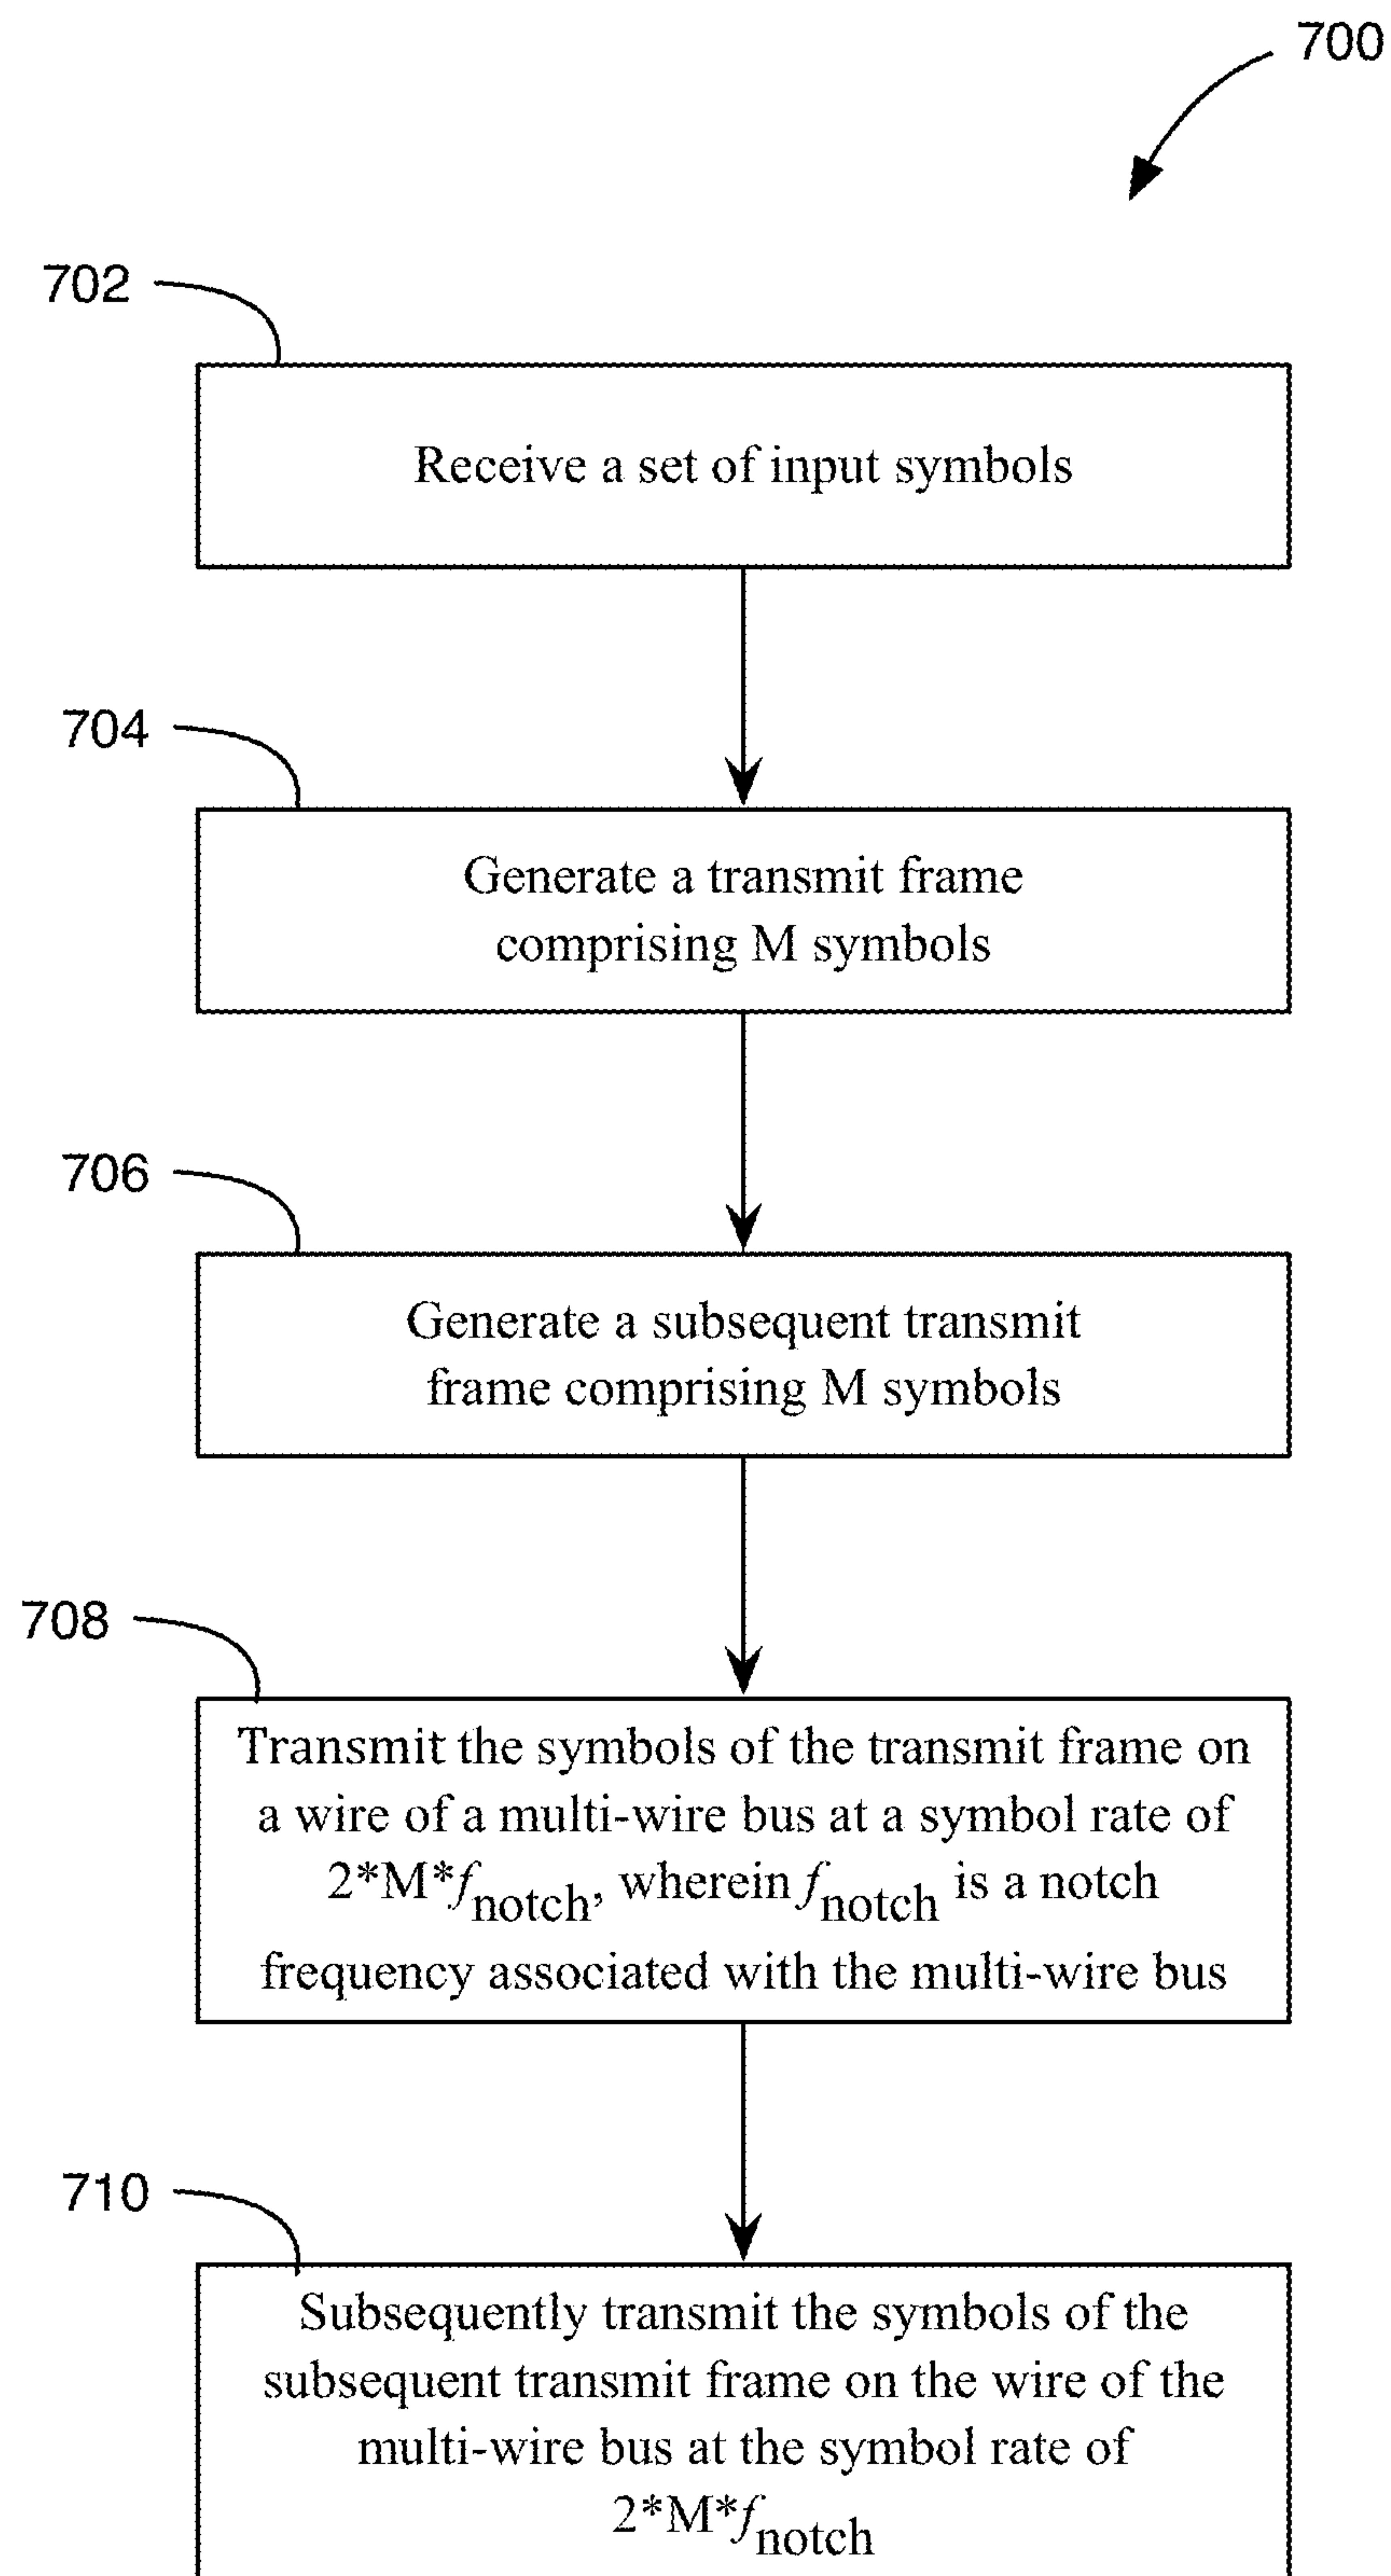 700
702
Receive a set of input symbols
704
Generate a transmit frame
comprising M symbols
706
Generate a subsequent transmit
frame comprising M symbols
708
Transmit the symbols of the transmit frame on
a wire of a multi-wire bus at a symbol rate of
2*M*fnotch, wherein fnotch is a notch
frequency associated with the multi-wire bus
710
Subsequently transmit the symbols of the
subsequent transmit frame on the wire of the
multi-wire bus at the symbol rate of
2*M*fnotch